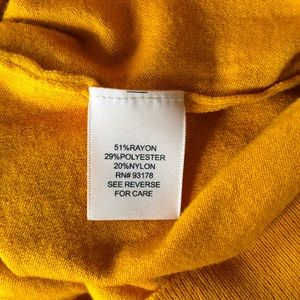 51%RAYON
29%POLYESTER
20%NYLON
RN# 93178
SEE REVERSE
FOR CARE